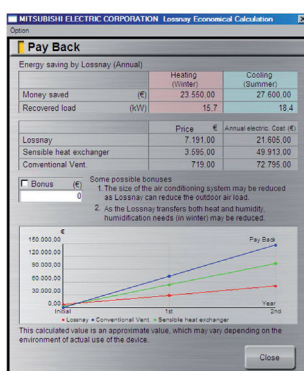 MITSUBISHI ELECTRIC CORPORATION Lossnay Economical Calculation
Option
Pay Back
Energy saving by Lossnay (Annual)
Heating (Winter) Cooling (Summer)
Money saved (€) 23.550,00 27.600,00
Recovered load (kW) 15.7 18.4
Price € Annual electric. Cost (€)
Lossnay 7.191,00 21.605,00
Sensible heat exchanger 3.595,00 49.913,00
Conventional Vent. 719,00 72.795,00
Bonus (€)
0
Some possible bonuses
1. The size of the air conditioning system may be reduced
as Lossnay can reduce the outdoor air load.
2. As the Lossnay transfers both heat and humidity,
humidification needs (in winter) may be reduced.
€
150.000,00 Pay Back
120.000,00
90.000,00
60.000,00
30.000,00
0,00 Year
Initial 1st 2nd
Lossnay Conventional Vent. Sensible heat exchanger
This calculated value is an approximate value, which may vary depending on the
environment of actual use of the device.
Close